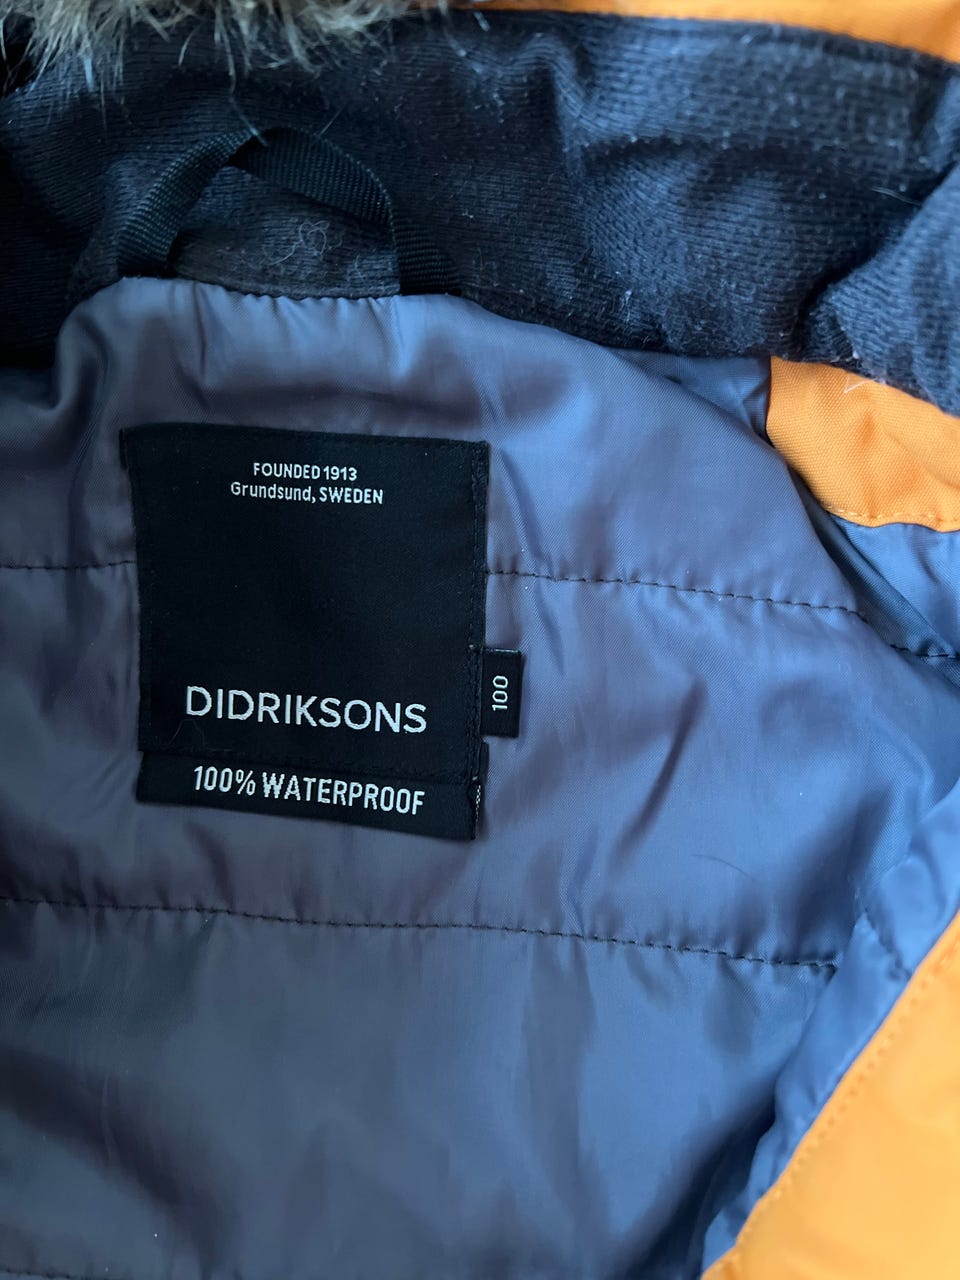 FOUNDED 1913
Grundsund, SWEDEN
DIDRIKSONS
100
100% WATERPROOF